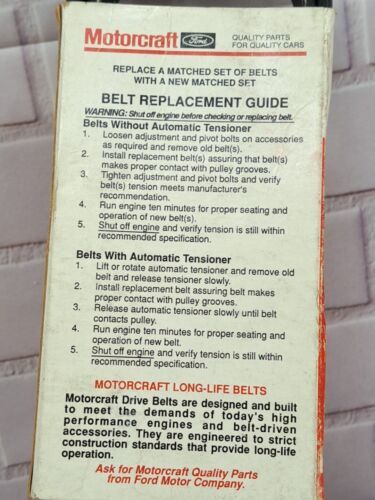 Motorcraft Ford QUALITY PARTS
FOR QUALITY CARS
REPLACE A MATCHED SET OF BELTS
WITH A NEW MATCHED SET
BELT REPLACEMENT GUIDE
WARNING: Shut off engine before checking or replacing belt.
Belts Without Automatic Tensioner
1. Loosen adjustment and pivot bolts on accessories
as required and remove old belt(s).
2. Install replacement belt(s) assuring that belt(s)
makes proper contact with pulley grooves.
3. Tighten adjustment and pivot bolts and verify
belt(s) tension meets manufacturer's
recommendation.
4. Run engine ten minutes for proper seating and
operation of new belt(s).
5. Shut off engine and verify tension is still within
recommended specification.
Belts With Automatic Tensioner
1. Lift or rotate automatic tensioner and remove old
belt and release tensioner slowly.
2. Install replacement belt assuring belt makes
proper contact with pulley grooves.
3. Release automatic tensioner slowly until belt
contacts pulley.
4. Run engine ten minutes for proper seating and
operation of new belt.
5. Shut off engine and verify tension is still within
recommended specification.
MOTORCRAFT LONG-LIFE BELTS
Motorcraft Drive Belts are designed and built
to meet the demands of today's high
performance engines and belt-driven
accessories. They are engineered to strict
construction standards that provide long-life
operation.
Ask for Motorcraft Quality Parts
from Ford Motor Company.